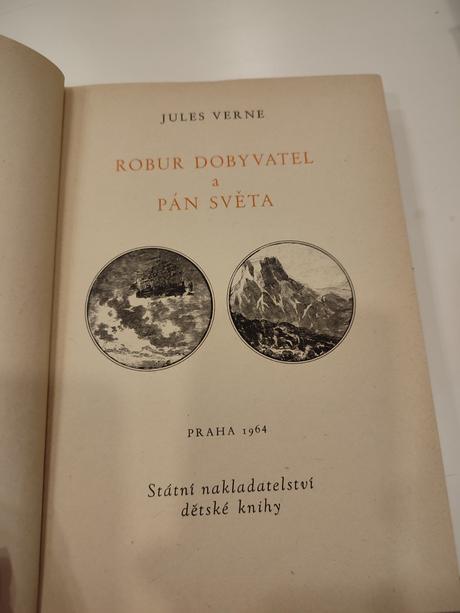 JULES VERNE
ROBUR DOBYVATEL
a
PÁN SVĚTA
PRAHA 1964
Státní nakladatelství
dětské knihy